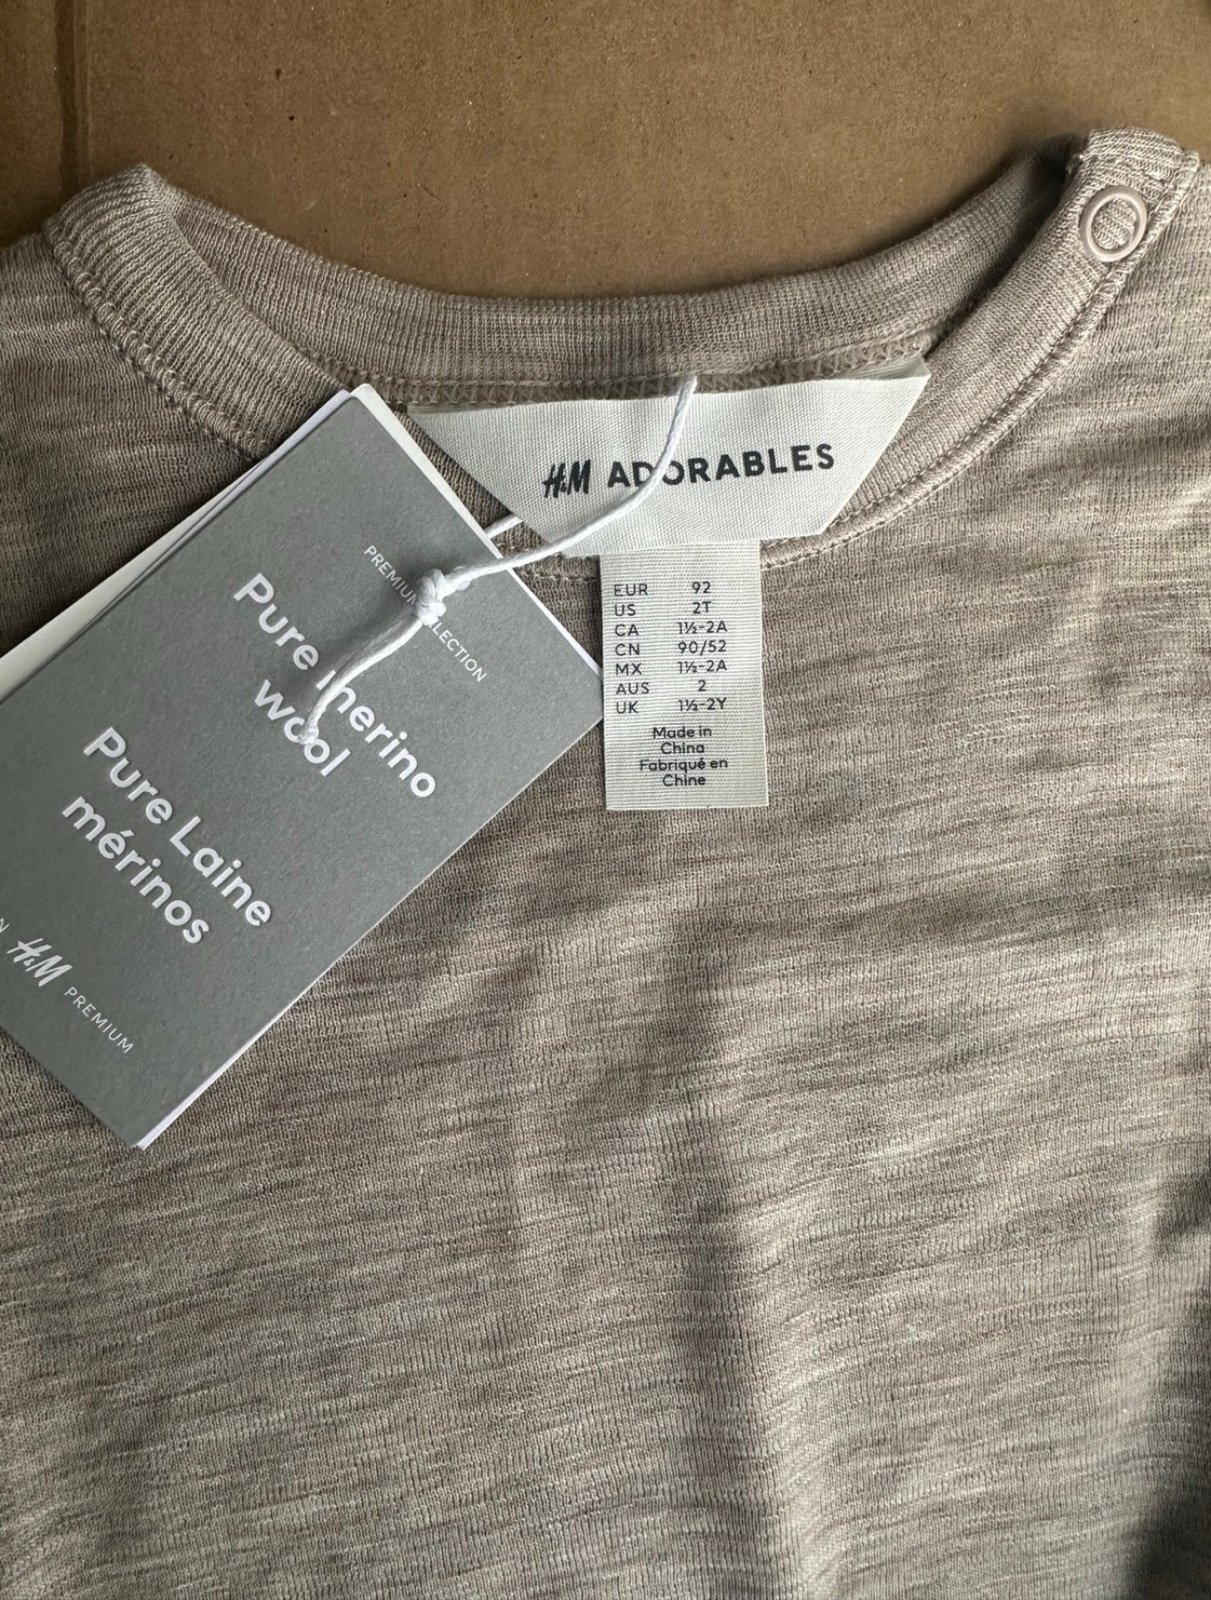 H&M ADORABLES
EUR 92
US 2T
CA 1½-2A
CN 90/52
MX 1½-2A
AUS 2
UK 1½-2Y
Made in
China
Fabriqué en
Chine
PREMIUM
Pure merino
wool
Pure Laine
mérinos
H&M PREMIUM